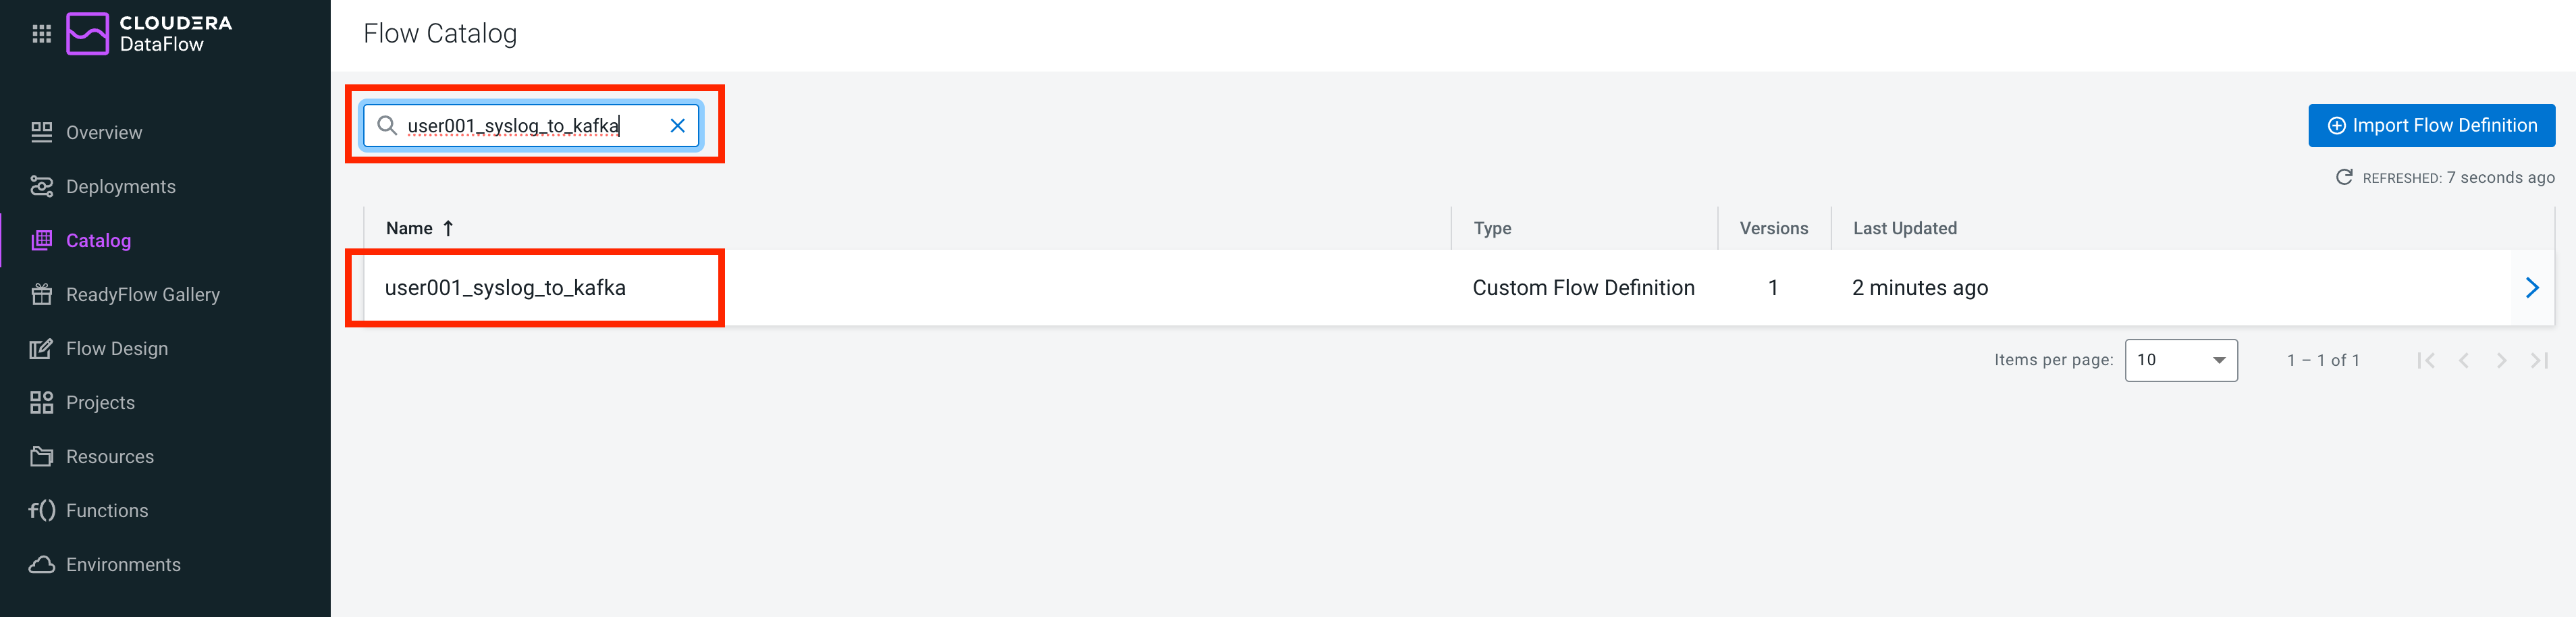 CLOUDERA
DataFlow
Overview
Deployments
Catalog
ReadyFlow Gallery
Flow Design
Projects
Resources
f() Functions
Environments
Flow Catalog
user001_syslog_to_kafka
Import Flow Definition
REFRESHED: 7 seconds ago
Name Type Versions Last Updated
user001_syslog_to_kafka Custom Flow Definition 1 2 minutes ago
Items per page: 10 1 – 1 of 1